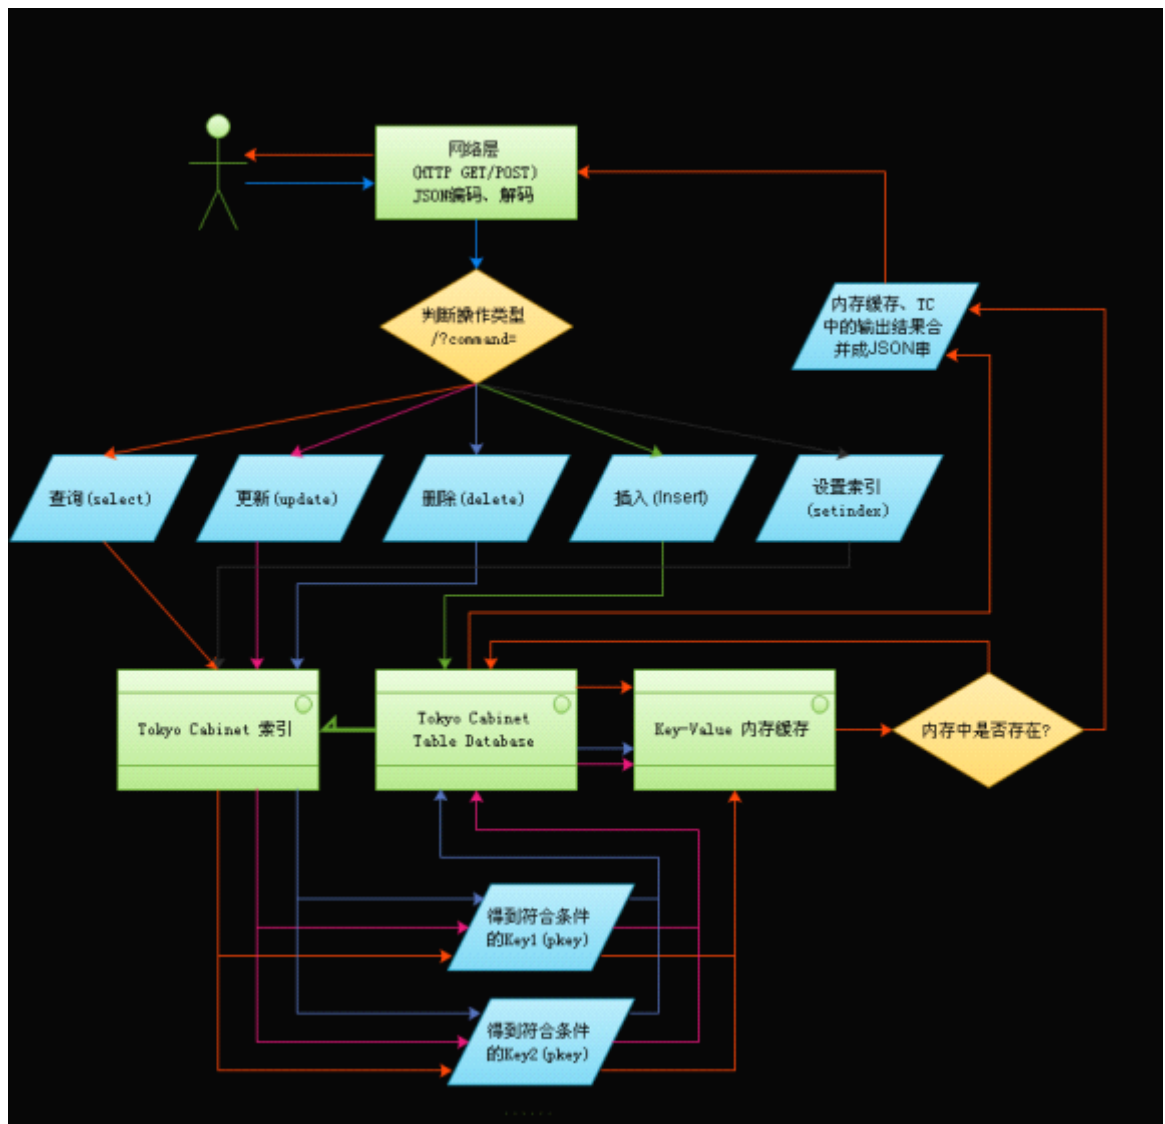 网络层
(HTTP GET/POST)
JSON编码、解码
判断操作类型
/?command=
内存缓存、TC
中的输出结果合
并成JSON串
查询(select)
更新(update)
删除(delete)
插入(Insert)
设置索引
(setindex)
Tokyo Cabinet 索引
Tokyo Cabinet
Table Database
Key-Value 内存缓存
内存中是否存在?
得到符合条件
的Key1(pkey)
得到符合条件
的Key2(pkey)
......